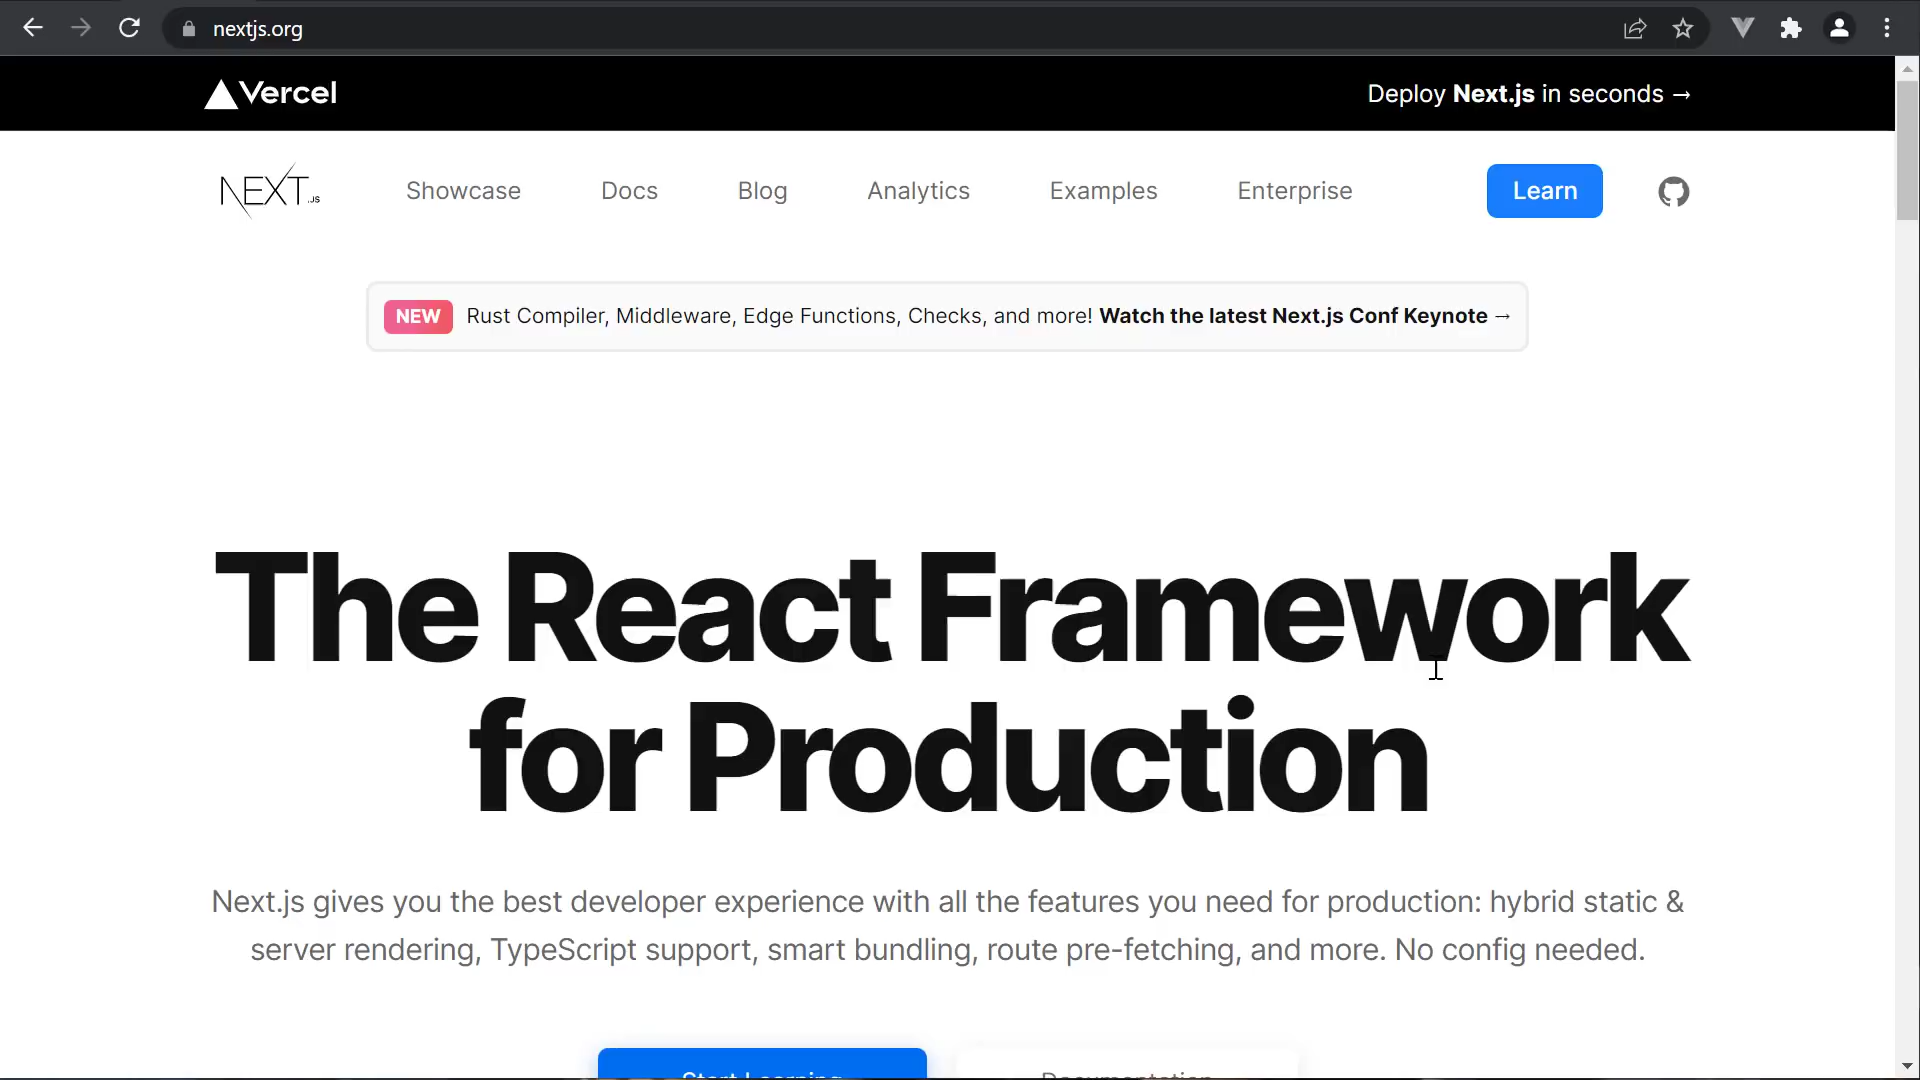 nextjs.org
Vercel
Deploy Next.js in seconds →
NEXT.JS
Showcase
Docs
Blog
Analytics
Examples
Enterprise
Learn
NEW Rust Compiler, Middleware, Edge Functions, Checks, and more! Watch the latest Next.js Conf Keynote →
The React Framework
for Production
Next.js gives you the best developer experience with all the features you need for production: hybrid static &
server rendering, TypeScript support, smart bundling, route pre-fetching, and more. No config needed.
Start Learning
Documentation